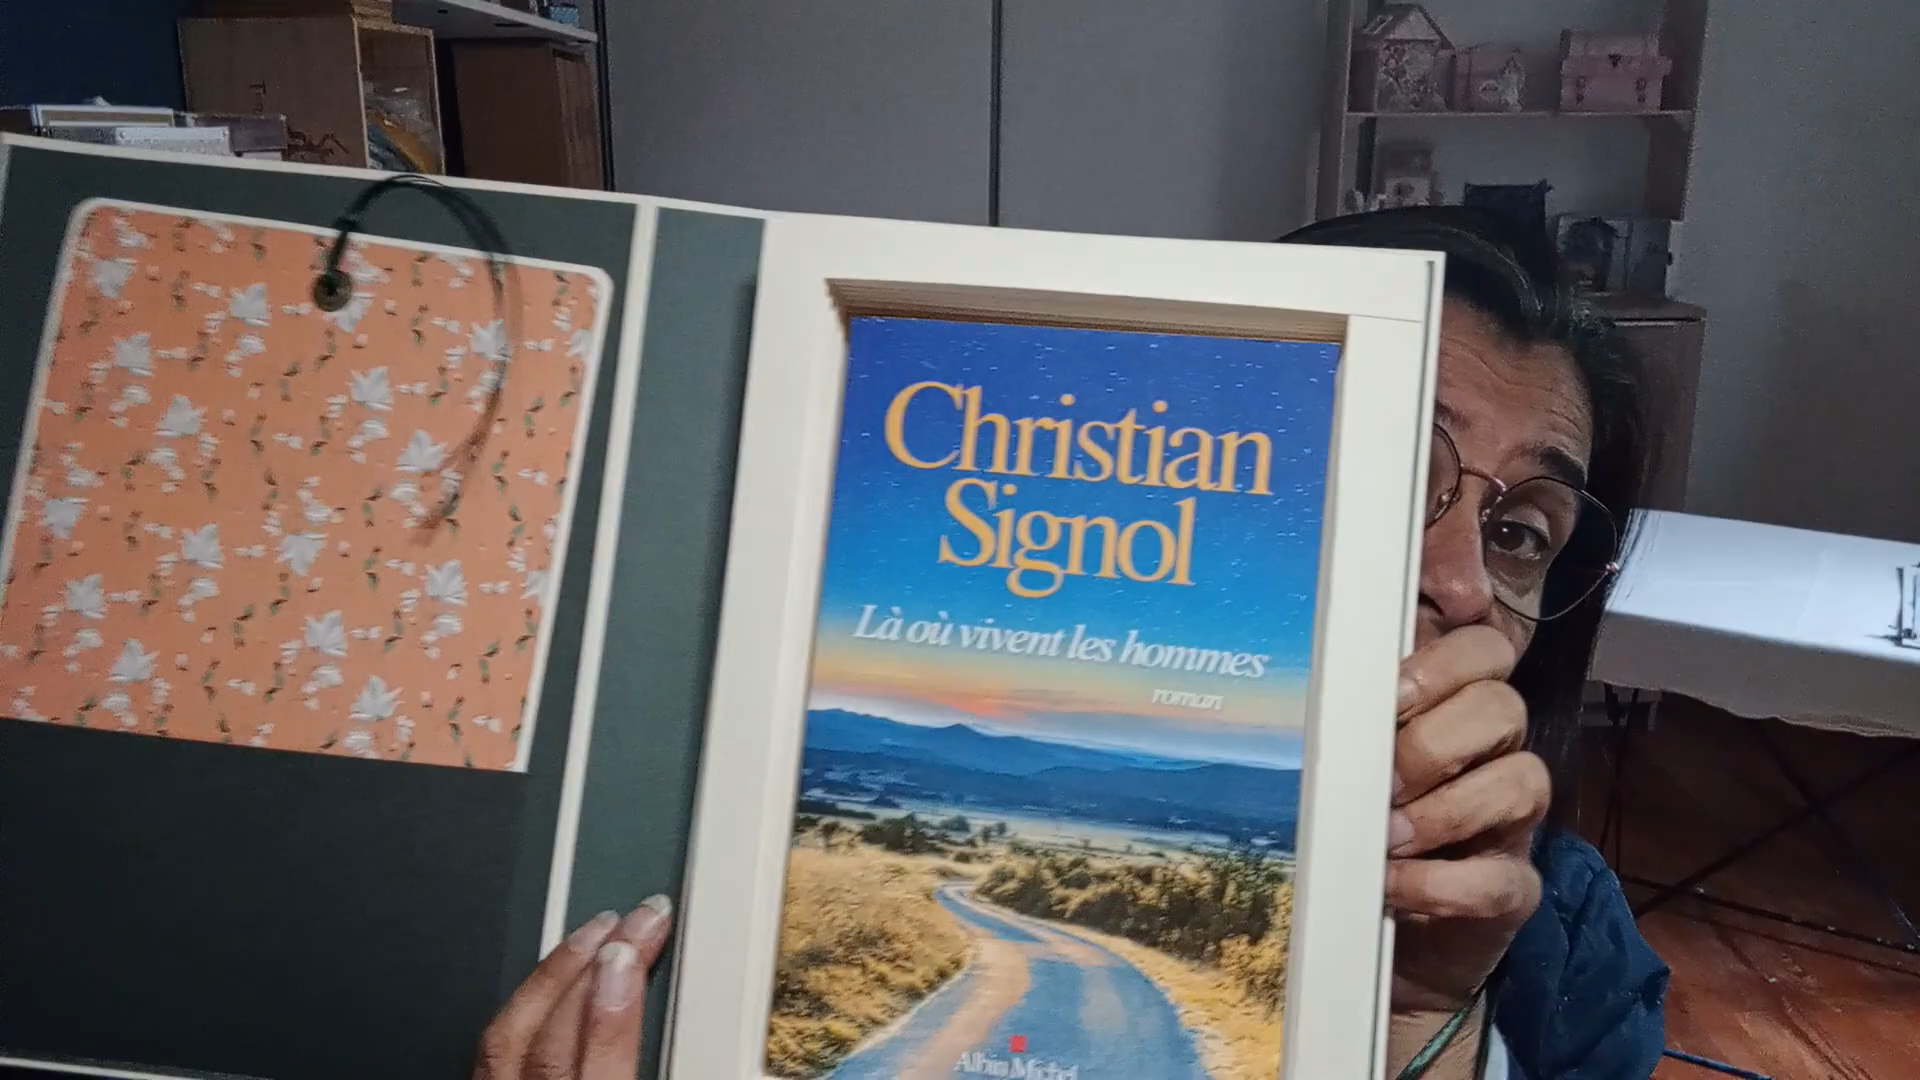 Christian
Signol
Là où vivent les hommes
roman
Albin Michel